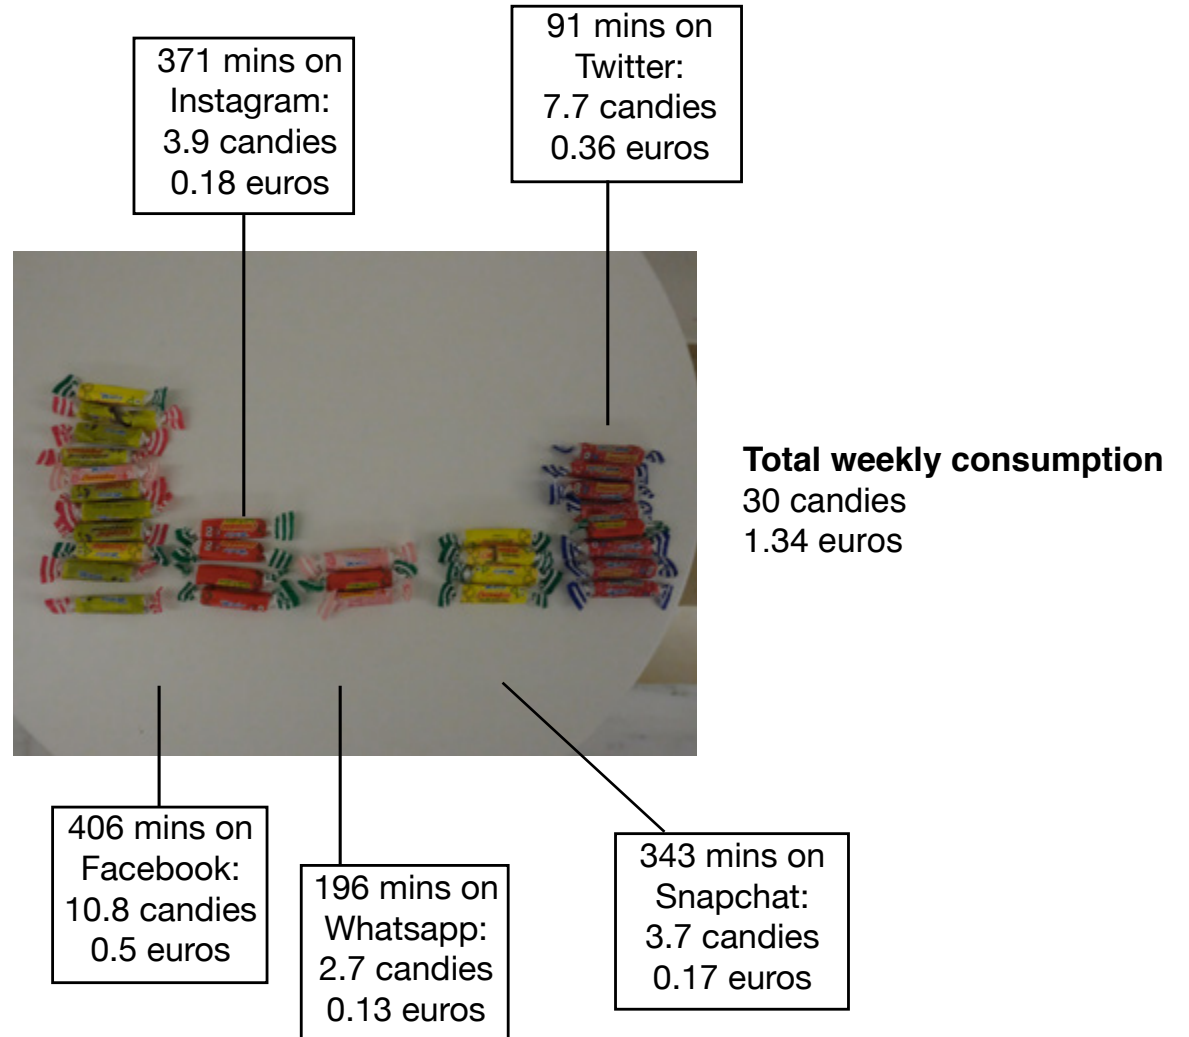 371 mins on
Instagram:
3.9 candies
0.18 euros
91 mins on
Twitter:
7.7 candies
0.36 euros
Total weekly consumption
30 candies
1.34 euros
406 mins on
Facebook:
10.8 candies
0.5 euros
196 mins on
Whatsapp:
2.7 candies
0.13 euros
343 mins on
Snapchat:
3.7 candies
0.17 euros